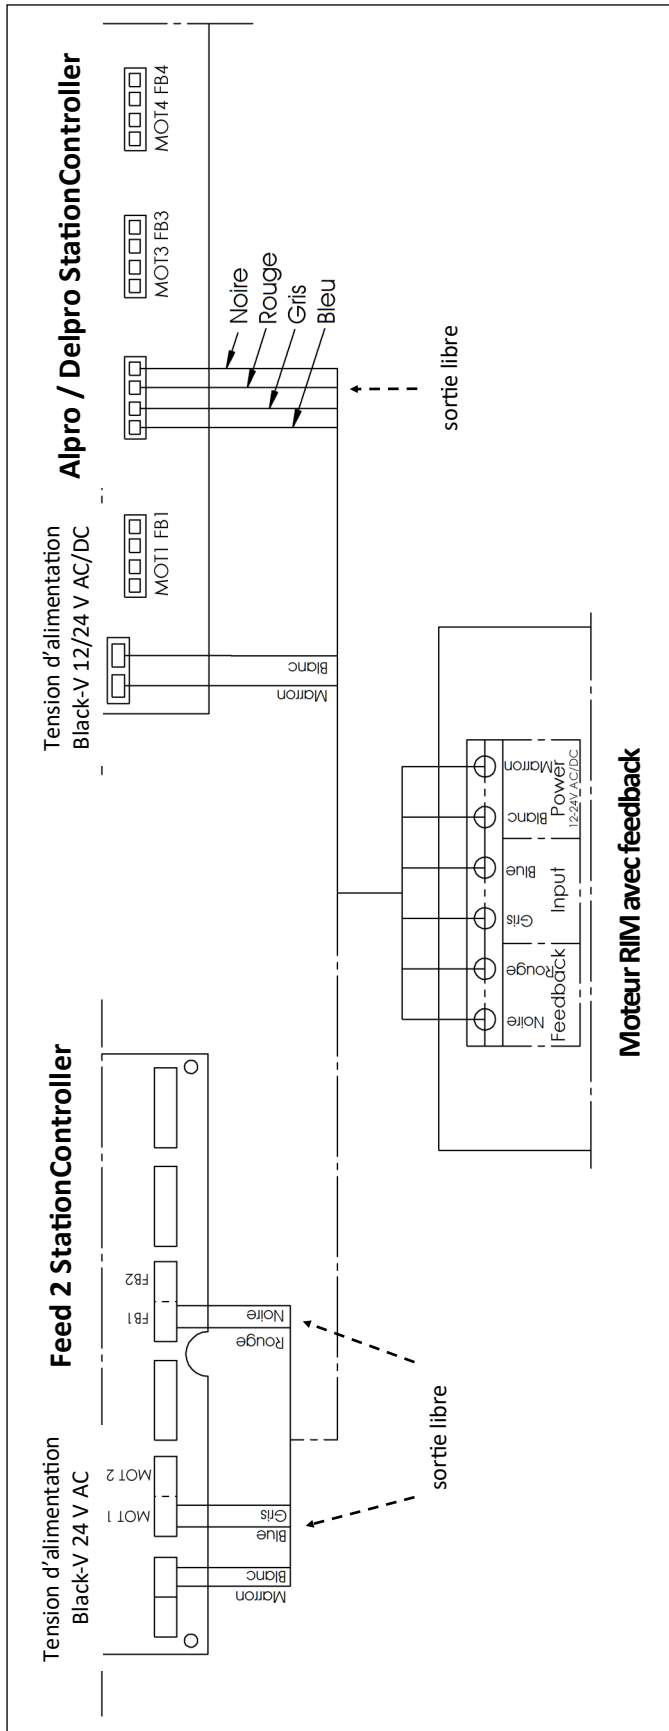 Feed 2 StationController
Tension d'alimentation
Black-V 24 V AC
MOT 1
MOT 2
FB1
FB2
Marron
Blanc
Blue
Gris
Rouge
Noire
sortie libre
Alpro / Delpro StationController
Tension d'alimentation
Black-V 12/24 V AC/DC
MOT1 FB1
MOT3 FB3
MOT4 FB4
Marron
Blanc
Noire
Rouge
Gris
Bleu
sortie libre
Noire
Rouge
Gris
Blue
Blanc
Marron
Feedback
Input
Power
12-24V AC/DC
Moteur RIM avec feedback